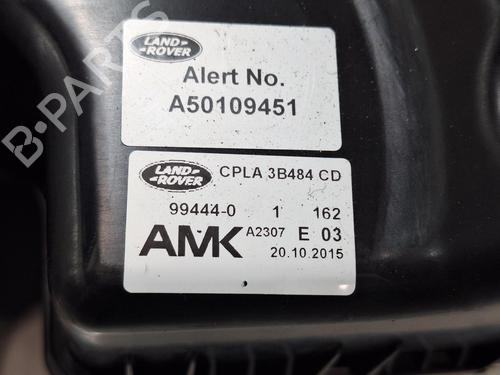 LAND-
ROVER
Alert No.
A50109451
LAND-
ROVER
CPLA 3B484 CD
99444-0 1 162
AMK A2307 E 03
20.10.2015
B-PARTS